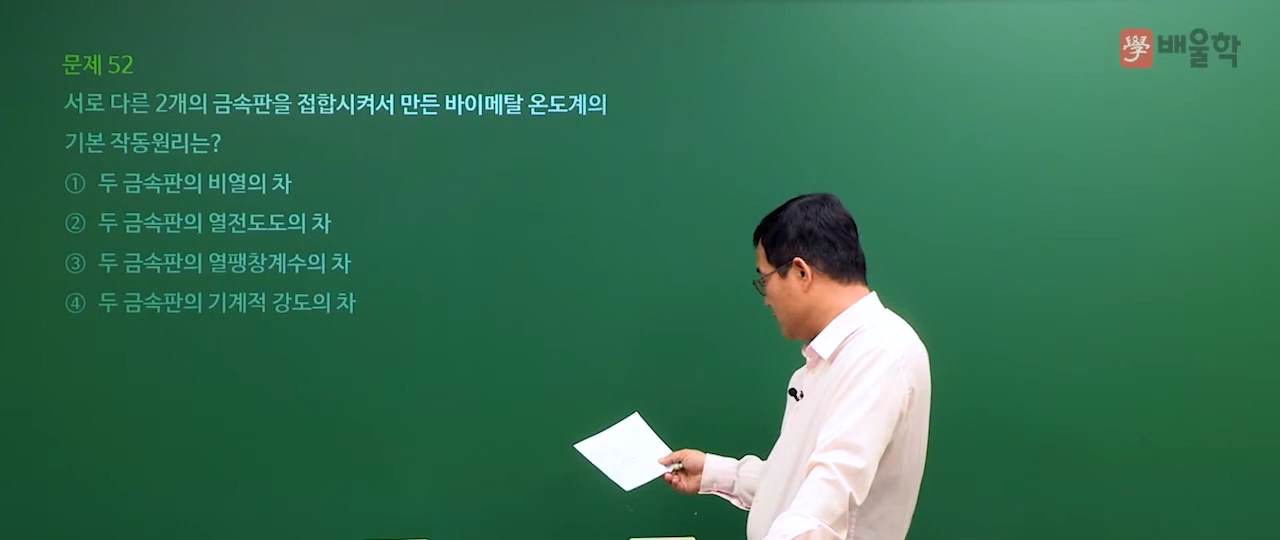 學 배울학
문제 52
서로 다른 2개의 금속판을 접합시켜서 만든 바이메탈 온도계의
기본 작동원리는?
① 두 금속판의 비열의 차
② 두 금속판의 열전도도의 차
③ 두 금속판의 열팽창계수의 차
④ 두 금속판의 기계적 강도의 차